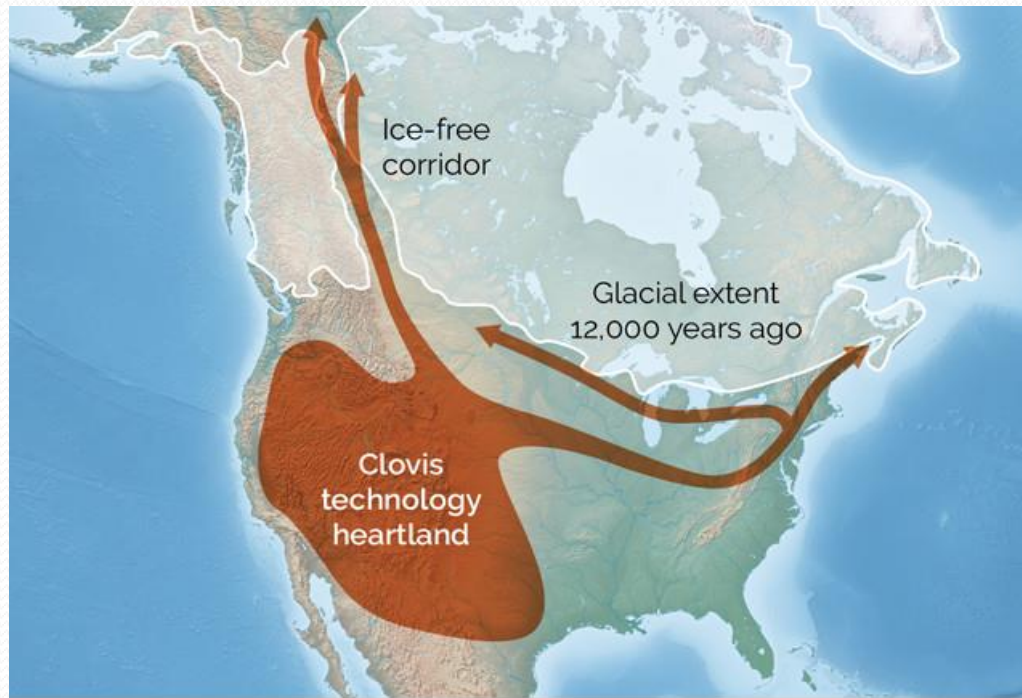 Ice-free
corridor
Glacial extent
12,000 years ago
Clovis
technology
heartland